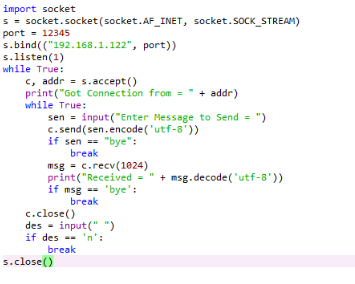 import socket
s = socket.socket(socket.AF_INET, socket.SOCK_STREAM)
port = 12345
s.bind(("192.168.1.122", port))
s.listen(1)
while True:
    c, addr = s.accept()
    print("Got Connection from = " + addr)
    while True:
        sen = input("Enter Message to Send = ")
        c.send(sen.encode('utf-8'))
        if sen == "bye":
            break
        msg = c.recv(1024)
        print("Received = " + msg.decode('utf-8'))
        if msg == 'bye':
            break
    c.close()
    des = input(" ")
    if des == 'n':
        break
s.close()